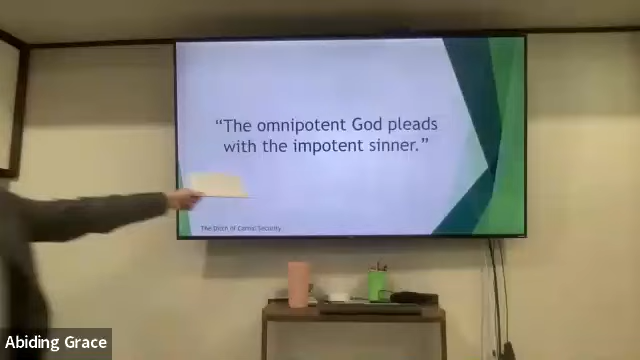 “The omnipotent God pleads
with the impotent sinner.”
The Ditch of Carnal Security
Abiding Grace